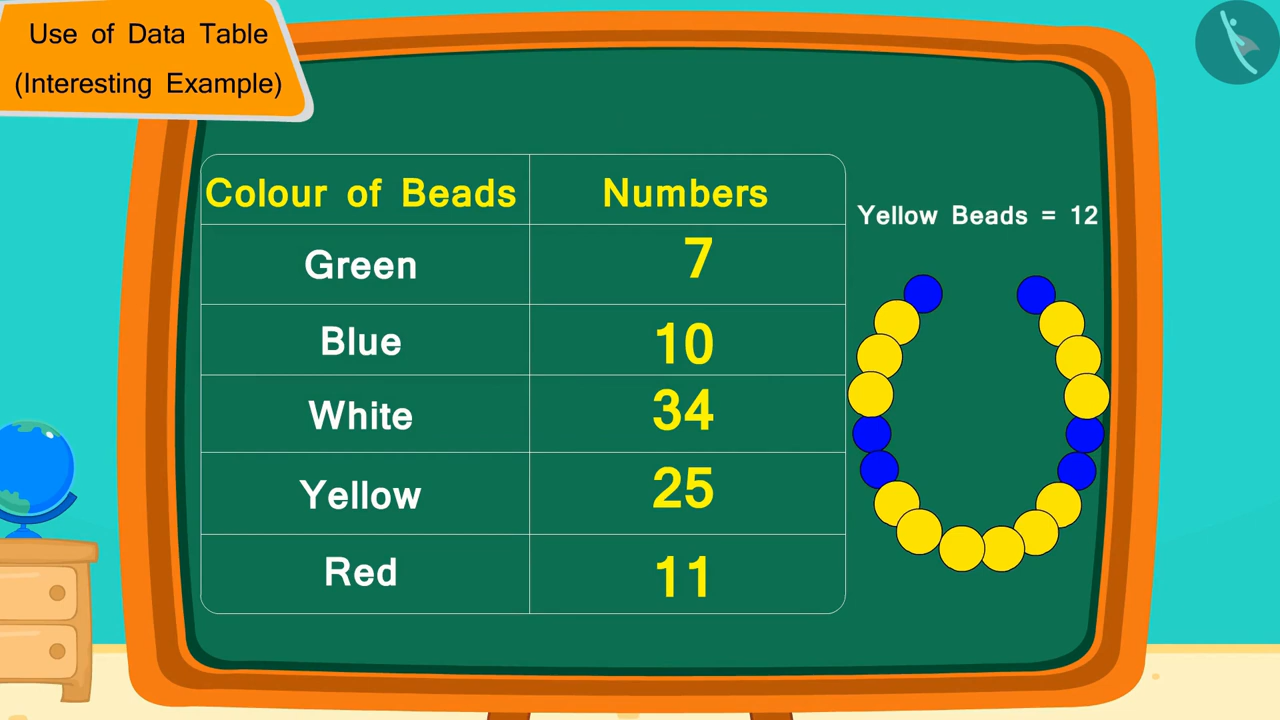 Use of Data Table
(Interesting Example)
Colour of Beads Numbers
Green 7
Blue 10
White 34
Yellow 25
Red 11
Yellow Beads = 12